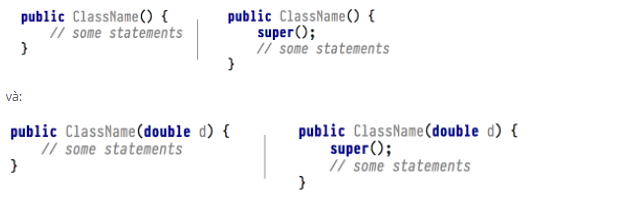 public ClassName() {
// some statements
}
public ClassName() {
super();
// some statements
}
và:
public ClassName(double d) {
// some statements
}
public ClassName(double d) {
super();
// some statements
}